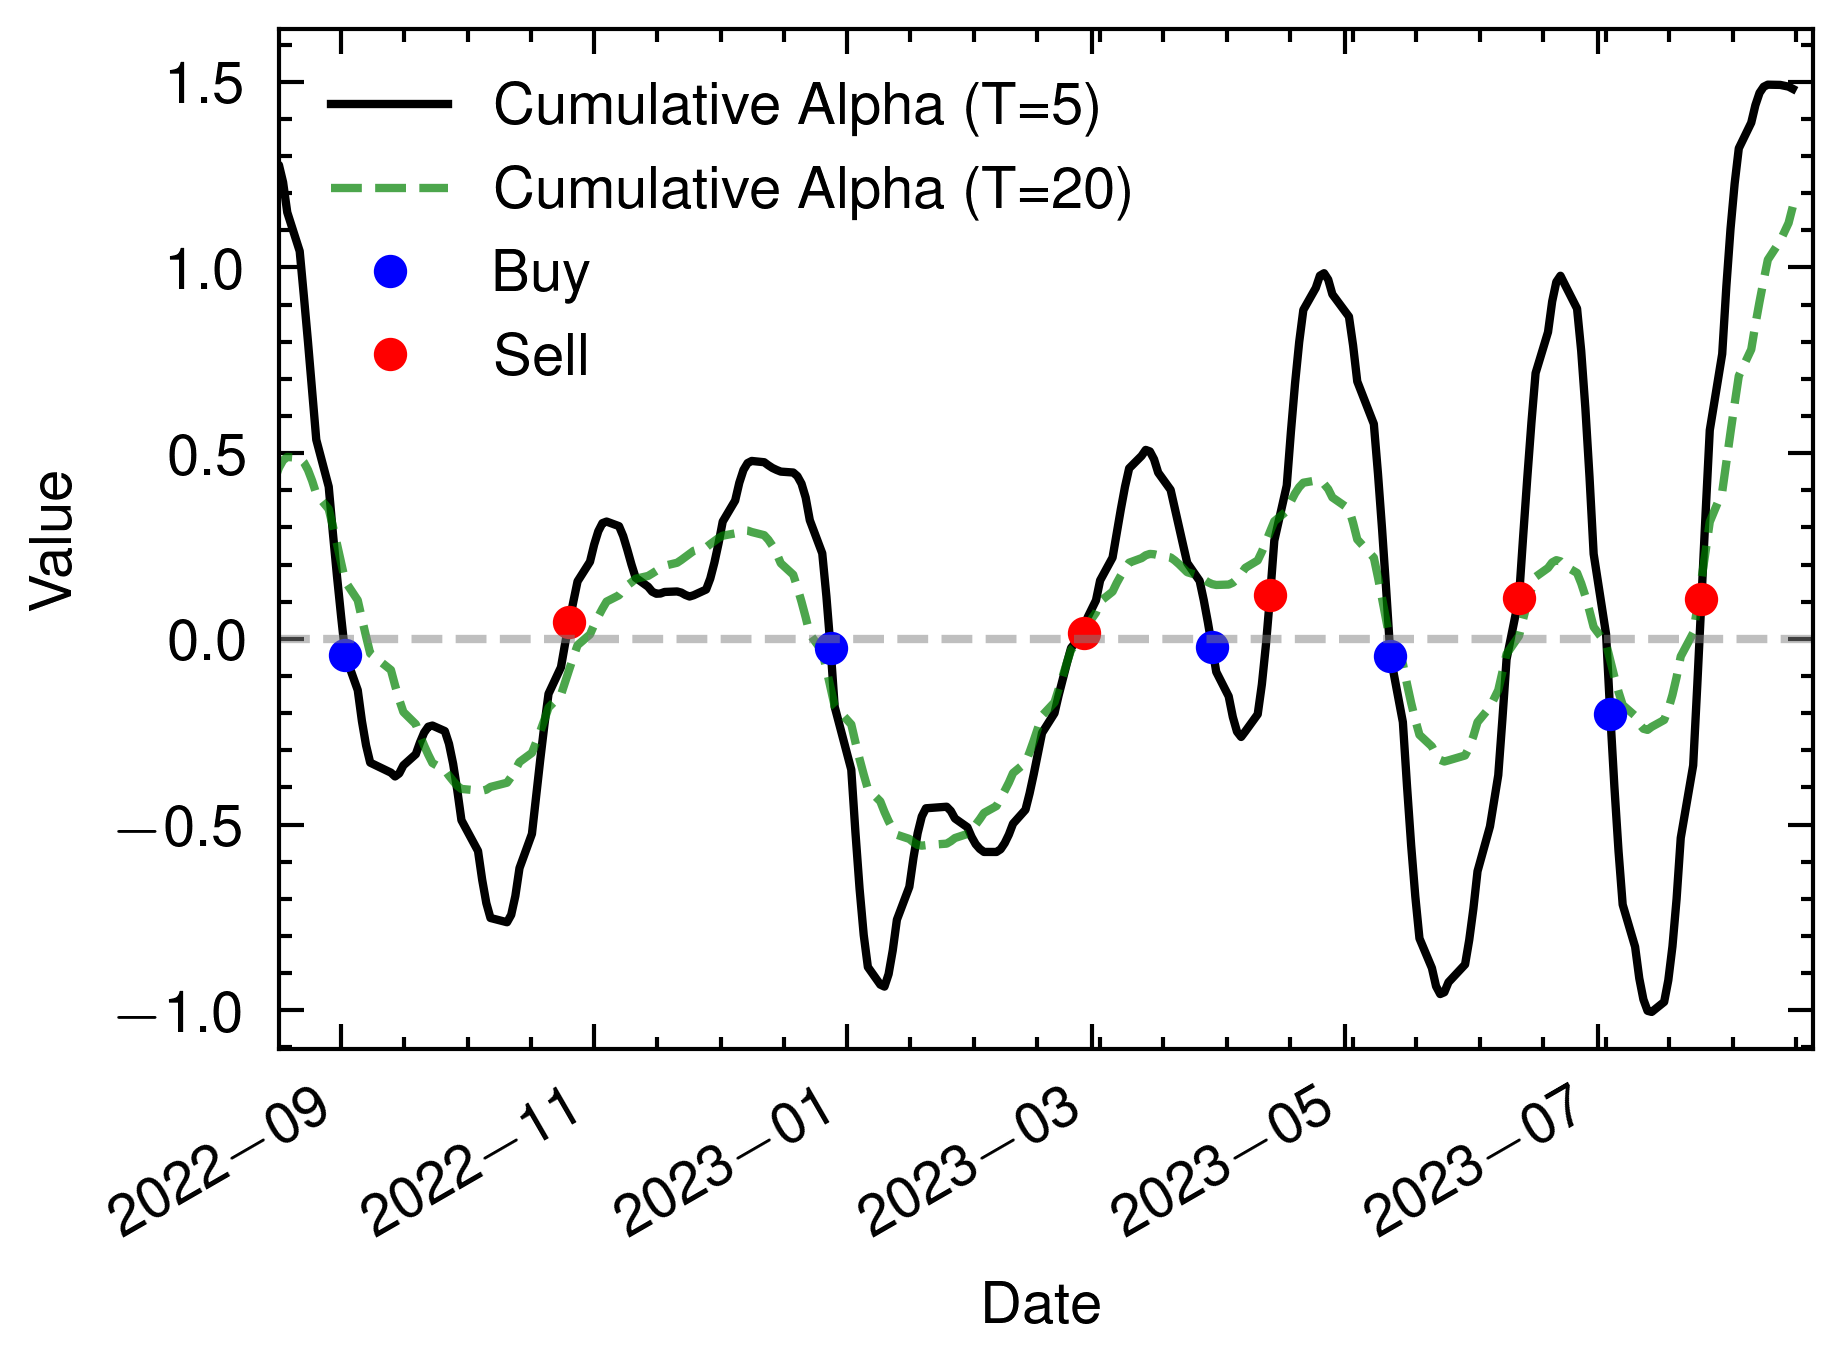 Cumulative Alpha (T=5)
Cumulative Alpha (T=20)
Buy
Sell
Value
1.5
1.0
0.5
0.0
−0.5
−1.0
2022−09
2022−11
2023−01
2023−03
2023−05
2023−07
Date